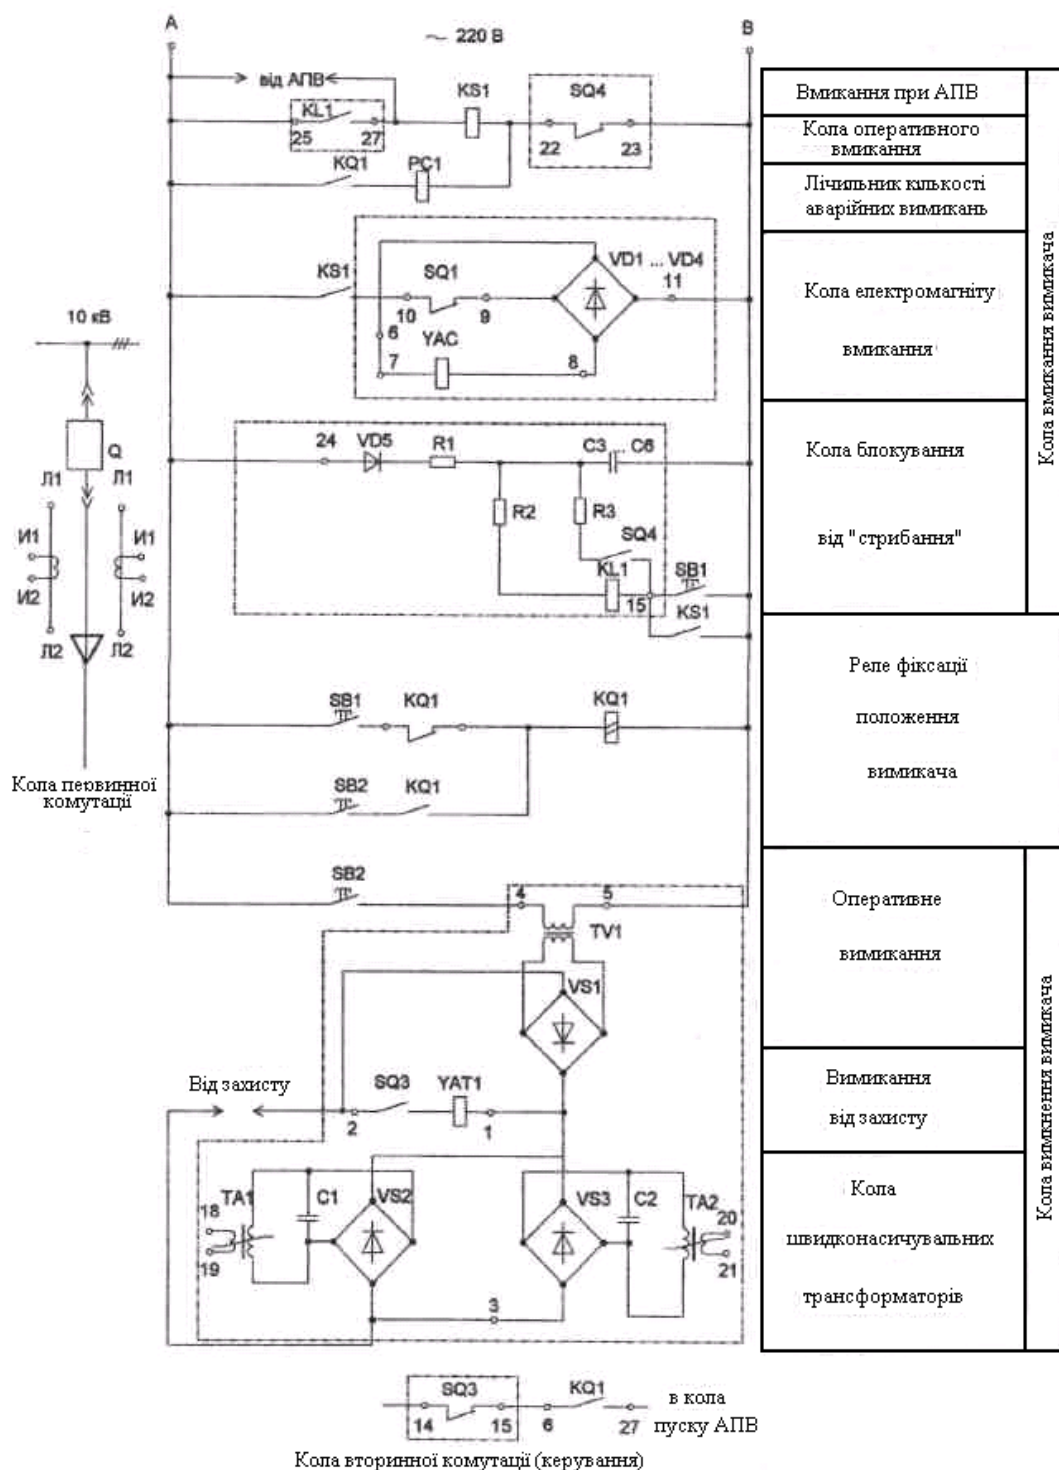 А
~ 220 В
В
від АПВ
KS1
SQ4
KL1
25
27
22
23
KQ1
PC1
Вмикання при АПВ
Кола оперативного
вмикання
Лічильник кількості
аварійних вимикань
KS1
SQ1
VD1 ... VD4
11
10
9
6
YAC
7
8
Кола електромагніту
вмикання
Кола вмикання вимикача
10 кВ
Q
Л1
Л1
И1
И1
И2
И2
Л2
Л2
Кола первинної
комутації
24
VD5
R1
C3 ... C6
R2
R3
SQ4
KL1
SB1
15
KS1
Кола блокування
від "стрибання"
SB1
KQ1
KQ1
SB2
KQ1
Реле фіксації
положення
вимикача
SB2
4
5
TV1
VS1
Оперативне
вимикання
Від захисту
SQ3
YAT1
2
1
Вимикання
від захисту
TA1
C1
VS2
VS3
C2
TA2
18
19
20
21
3
Кола
швидконасичувальних
трансформаторів
Кола вимкнення вимикача
SQ3
KQ1
14
15
6
27
в кола
пуску АПВ
Кола вторинної комутації (керування)